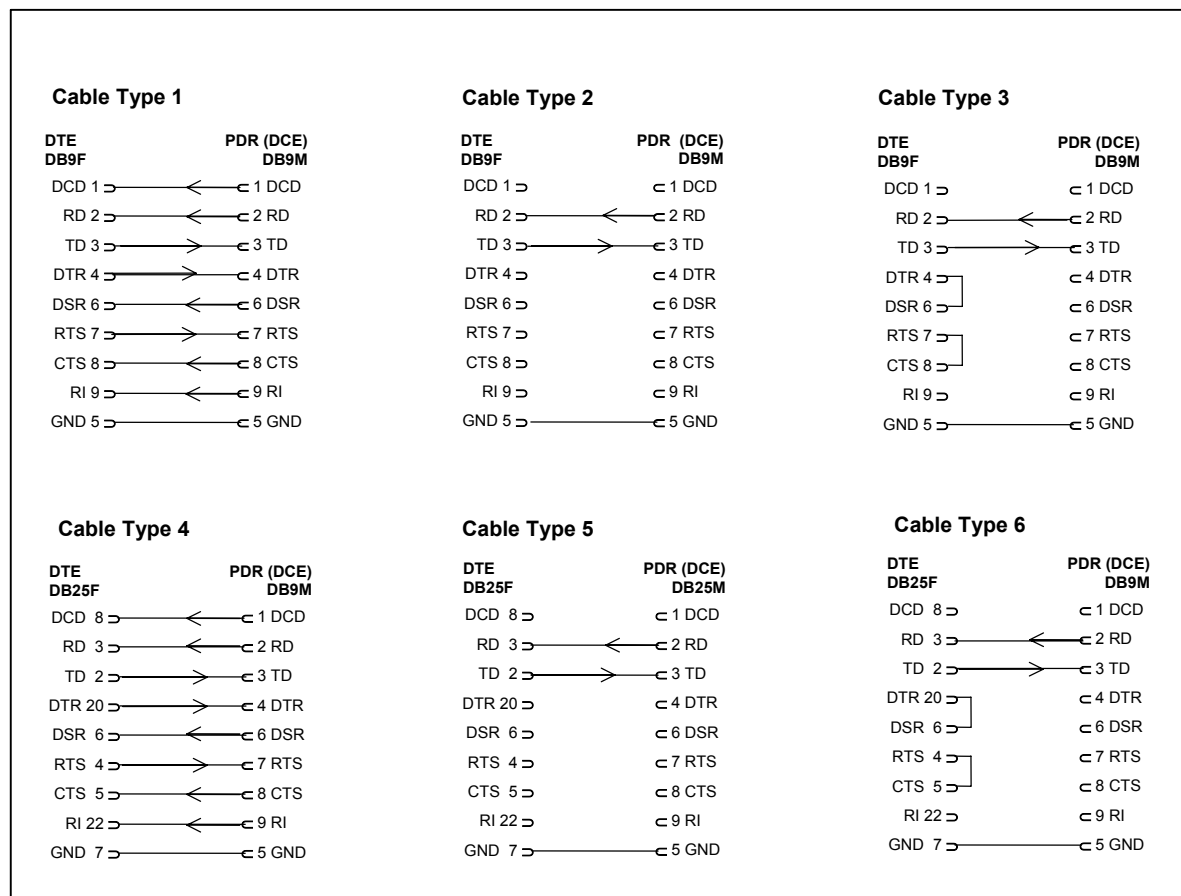 Cable Type 1
DTE PDR (DCE)
DB9F DB9M
DCD 1 1 DCD
RD 2 2 RD
TD 3 3 TD
DTR 4 4 DTR
DSR 6 6 DSR
RTS 7 7 RTS
CTS 8 8 CTS
RI 9 9 RI
GND 5 5 GND
Cable Type 2
DTE PDR (DCE)
DB9F DB9M
DCD 1 1 DCD
RD 2 2 RD
TD 3 3 TD
DTR 4 4 DTR
DSR 6 6 DSR
RTS 7 7 RTS
CTS 8 8 CTS
RI 9 9 RI
GND 5 5 GND
Cable Type 3
DTE PDR (DCE)
DB9F DB9M
DCD 1 1 DCD
RD 2 2 RD
TD 3 3 TD
DTR 4 4 DTR
DSR 6 6 DSR
RTS 7 7 RTS
CTS 8 8 CTS
RI 9 9 RI
GND 5 5 GND
Cable Type 4
DTE PDR (DCE)
DB25F DB9M
DCD 8 1 DCD
RD 3 2 RD
TD 2 3 TD
DTR 20 4 DTR
DSR 6 6 DSR
RTS 4 7 RTS
CTS 5 8 CTS
RI 22 9 RI
GND 7 5 GND
Cable Type 5
DTE PDR (DCE)
DB25F DB25M
DCD 8 1 DCD
RD 3 2 RD
TD 2 3 TD
DTR 20 4 DTR
DSR 6 6 DSR
RTS 4 7 RTS
CTS 5 8 CTS
RI 22 9 RI
GND 7 5 GND
Cable Type 6
DTE PDR (DCE)
DB25F DB9M
DCD 8 1 DCD
RD 3 2 RD
TD 2 3 TD
DTR 20 4 DTR
DSR 6 6 DSR
RTS 4 7 RTS
CTS 5 8 CTS
RI 22 9 RI
GND 7 5 GND